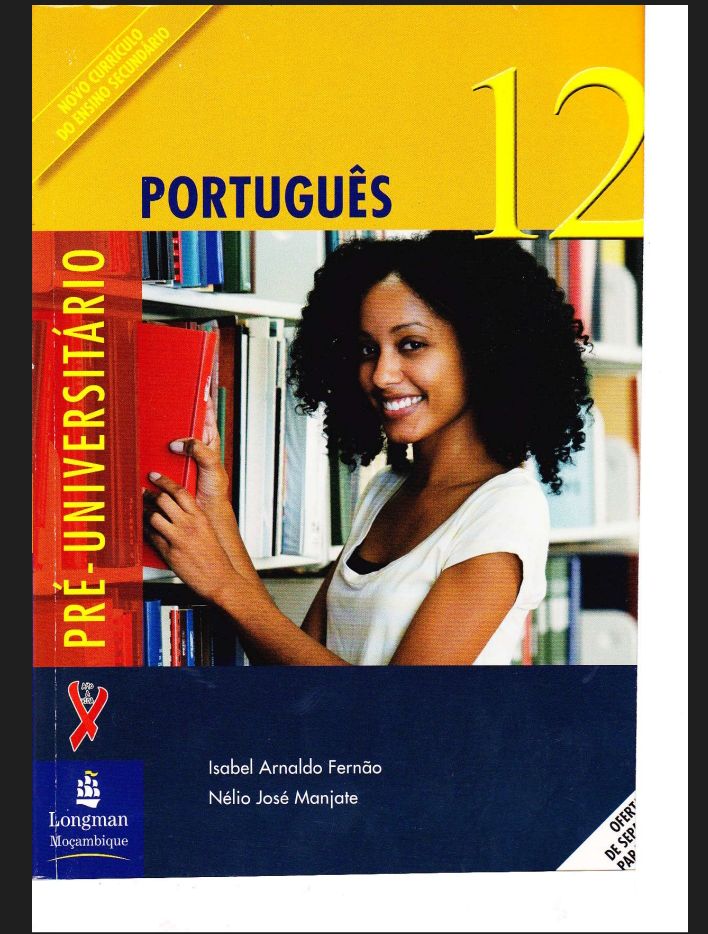 NOVO CURRÍCULO
DO ENSINO SECUNDÁRIO
12
PORTUGUÊS
PRÉ-UNIVERSITÁRIO
Isabel Arnaldo Fernão
Nélio José Manjate
Longman
Moçambique
OFERT
DE SEPA
PAR